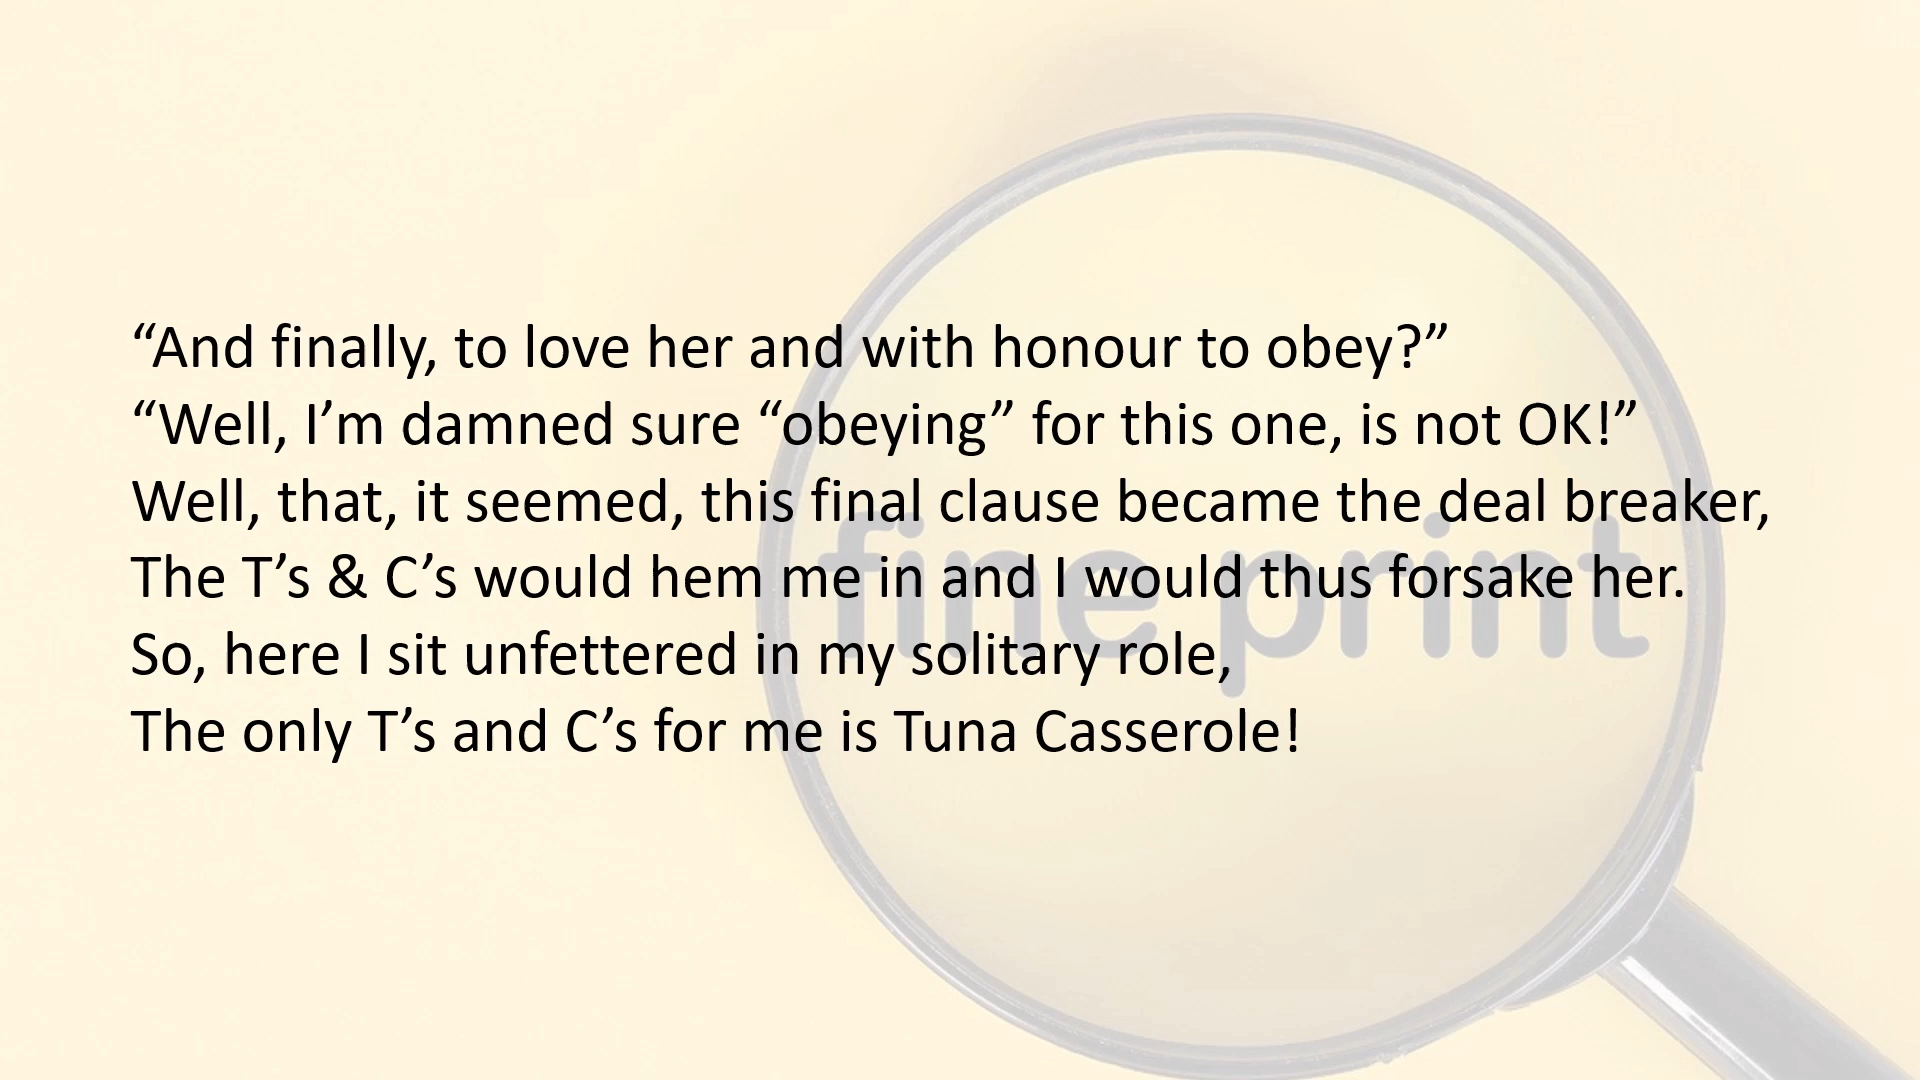 “And finally, to love her and with honour to obey?”
“Well, I’m damned sure “obeying” for this one, is not OK!”
Well, that, it seemed, this final clause became the deal breaker,
The T’s & C’s would hem me in and I would thus forsake her.
So, here I sit unfettered in my solitary role,
The only T’s and C’s for me is Tuna Casserole!
fine print